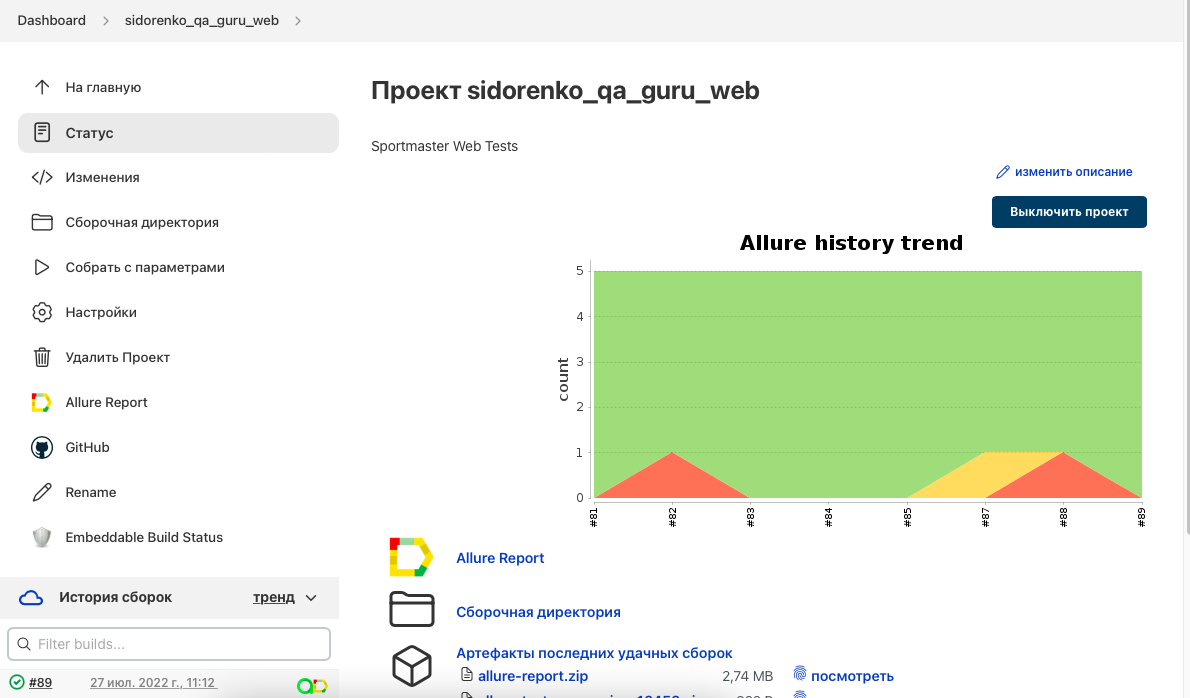 Dashboard
sidorenko_qa_guru_web
На главную
Статус
Изменения
Сборочная директория
Собрать с параметрами
Настройки
Удалить Проект
Allure Report
GitHub
Rename
Embeddable Build Status
История сборок
тренд
Filter builds...
#89
27 июл. 2022 г., 11:12
Проект sidorenko_qa_guru_web
Sportmaster Web Tests
изменить описание
Выключить проект
Allure history trend
count
5
4
3
2
1
0
#81 #82 #83 #84 #85 #87 #88 #89
Allure Report
Сборочная директория
Артефакты последних удачных сборок
allure-report.zip 2,74 MB посмотреть